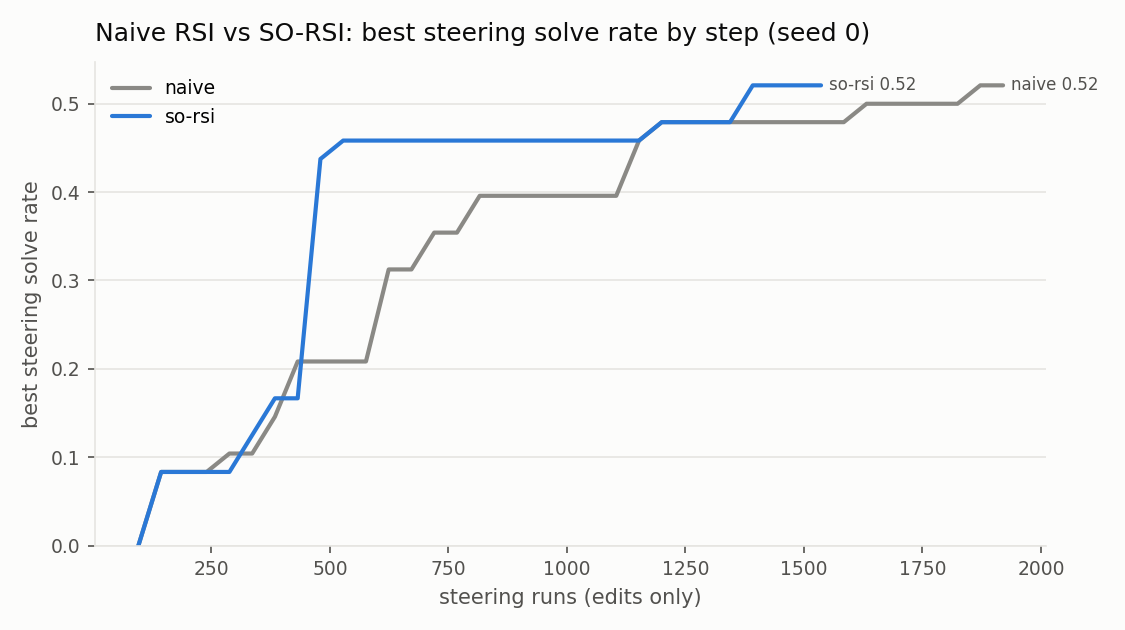 Naive RSI vs SO-RSI: best steering solve rate by step (seed 0)
naive
so-rsi
so-rsi 0.52
naive 0.52
best steering solve rate
0.5
0.4
0.3
0.2
0.1
0.0
250
500
750
1000
1250
1500
1750
2000
steering runs (edits only)